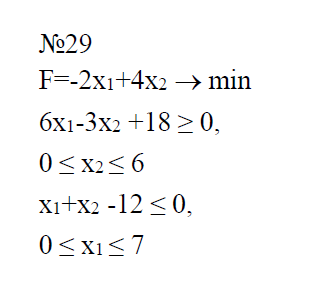 №29
F=-2x₁+4x₂ → min
6x₁-3x₂ +18 ≥ 0,
0 ≤ x₂ ≤ 6
x₁+x₂ -12 ≤ 0,
0 ≤ x₁ ≤ 7